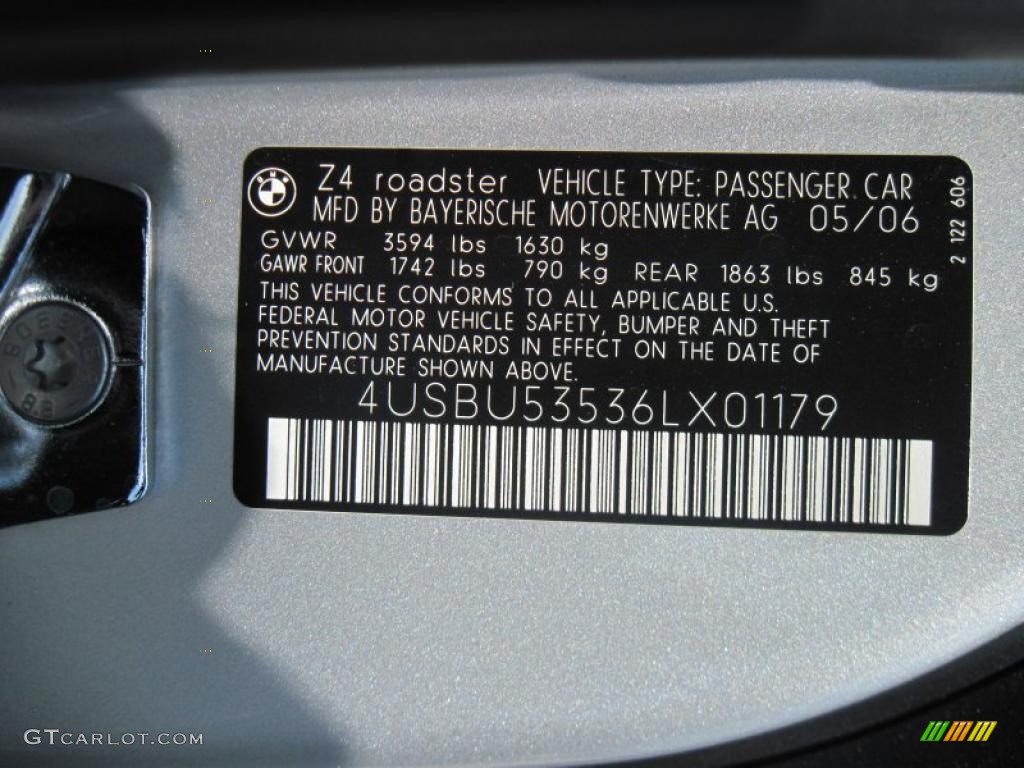 Z4 roadster VEHICLE TYPE: PASSENGER CAR
MFD BY BAYERISCHE MOTORENWERKE AG 05/06
GVWR 3594 lbs 1630 kg
GAWR FRONT 1742 lbs 790 kg REAR 1863 lbs 845 kg
THIS VEHICLE CONFORMS TO ALL APPLICABLE U.S.
FEDERAL MOTOR VEHICLE SAFETY, BUMPER AND THEFT
PREVENTION STANDARDS IN EFFECT ON THE DATE OF
MANUFACTURE SHOWN ABOVE.
4USBU53536LX01179
2 122 606
BMW
8.8
GTCARLOT.COM